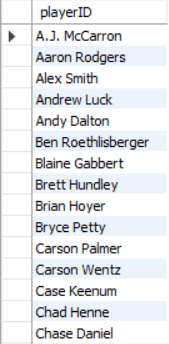 playerID
A.J. McCarron
Aaron Rodgers
Alex Smith
Andrew Luck
Andy Dalton
Ben Roethlisberger
Blaine Gabbert
Brett Hundley
Brian Hoyer
Bryce Petty
Carson Palmer
Carson Wentz
Case Keenum
Chad Henne
Chase Daniel